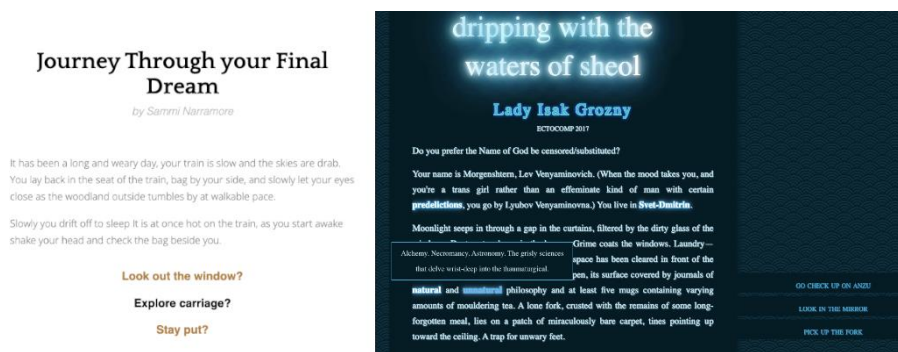 Journey Through your Final
Dream
by Sammi Narramore
It has been a long and weary day, your train is slow and the skies are drab.
You lay back in the seat of the train, bag by your side, and slowly let your eyes
close as the woodland outside tumbles by at walkable pace.
Slowly you drift off to sleep It is at once hot on the train, as you start awake
shake your head and check the bag beside you.
Look out the window?
Explore carriage?
Stay put?
dripping with the
waters of sheol
Lady Isak Grozny
ECTOCOMP 2017
Do you prefer the Name of God be censored/substituted?
Your name is Morgenshtern, Lev Venyaminovich. (When the mood takes you, and
you're a trans girl rather than an effeminate kind of man with certain
predelictions, you go by Lyubov Venyaminovna.) You live in Svet-Dmitrin.
Moonlight seeps in through a gap in the curtains, filtered by the dirty glass of the
Grime coats the windows. Laundry—
Alchemy. Necromancy. Astronomy. The grisly sciences
that delve wrist-deep into the thaumaturgical.
space has been cleared in front of the
pen, its surface covered by journals of
natural and unnatural philosophy and at least five mugs containing varying
amounts of mouldering tea. A lone fork, crusted with the remains of some long-
forgotten meal, lies on a patch of miraculously bare carpet, tines pointing up
toward the ceiling. A trap for unwary feet.
GO CHECK UP ON ANZU
LOOK IN THE MIRROR
PICK UP THE FORK